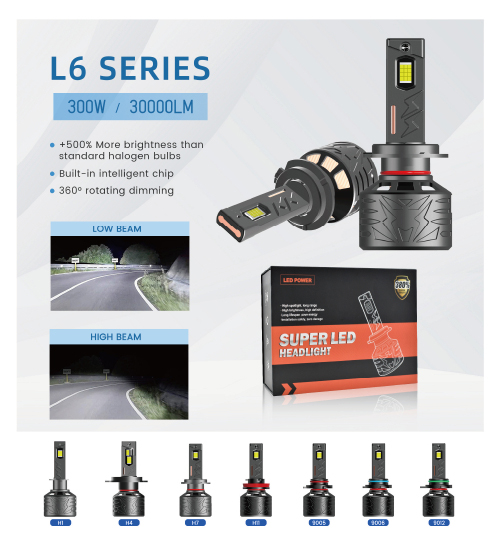 L6 SERIES
300W / 30000LM
+500% More brightness than
standard halogen bulbs
Built-in intelligent chip
360° rotating dimming
LOW BEAM
HIGH BEAM
LED POWER
300%
SUPER LED
HEADLIGHT
H1
H4
H7
H11
9005
9006
9012